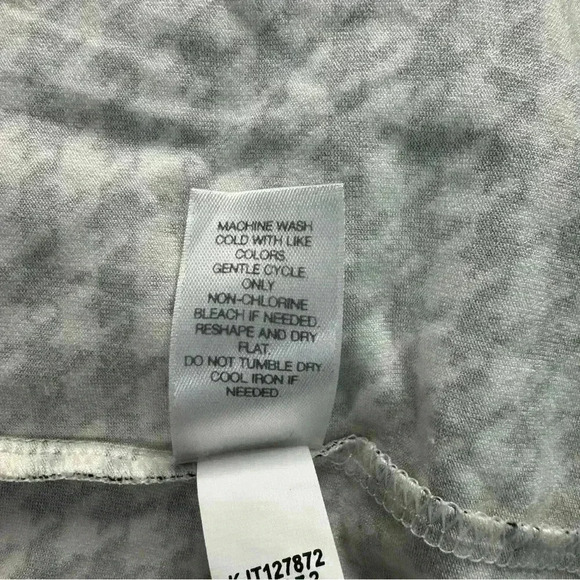 MACHINE WASH
COLD WITH LIKE
COLORS.
GENTLE CYCLE
ONLY
NON-CHLORINE
BLEACH IF NEEDED.
RESHAPE AND DRY
FLAT.
DO NOT TUMBLE DRY
COOL IRON IF
NEEDED
KJT127872